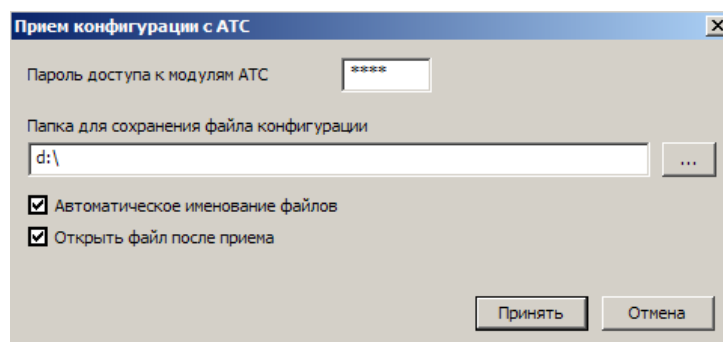 Прием конфигурации с АТС
Пароль доступа к модулям АТС ****
Папка для сохранения файла конфигурации
d:\ ...
Автоматическое именование файлов
Открыть файл после приема
Принять Отмена